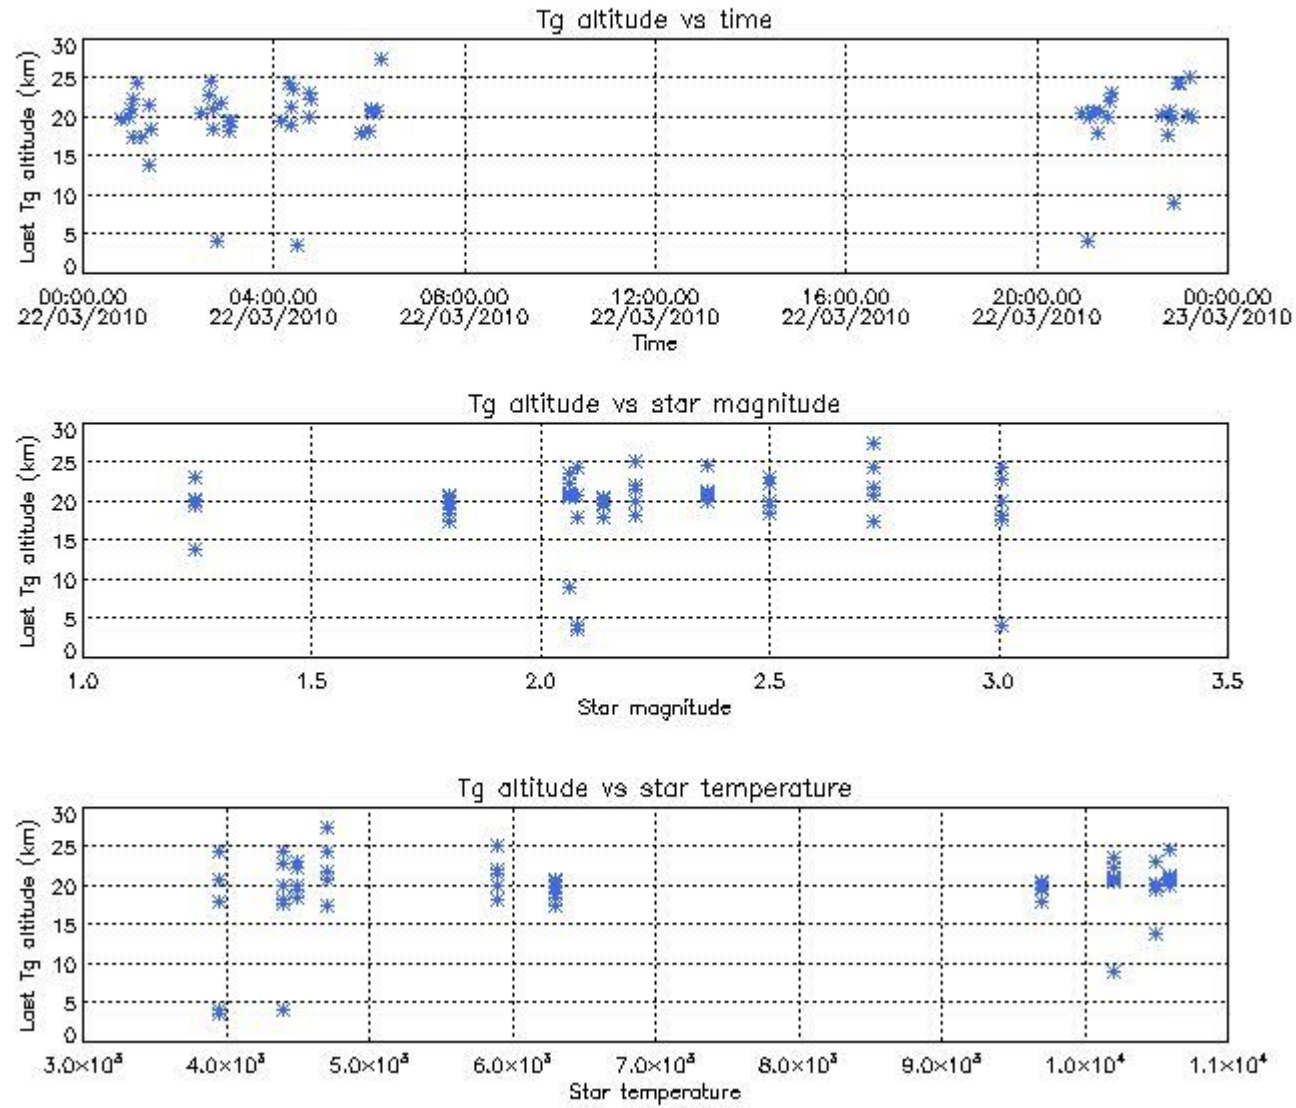 Tg altitude vs time
Last Tg altitude (km)
30
25
20
15
10
5
0
00:00.00 04:00.00 08:00.00 12:00.00 16:00.00 20:00.00 00:00.00
22/03/2010 22/03/2010 22/03/2010 22/03/2010 22/03/2010 22/03/2010 23/03/2010
Time
Tg altitude vs star magnitude
Last Tg altitude (km)
30
25
20
15
10
5
0
1.0 1.5 2.0 2.5 3.0 3.5
Star magnitude
Tg altitude vs star temperature
Last Tg altitude (km)
30
25
20
15
10
5
0
3.0×10³ 4.0×10³ 5.0×10³ 6.0×10³ 7.0×10³ 8.0×10³ 9.0×10³ 1.0×10⁴ 1.1×10⁴
Star temperature